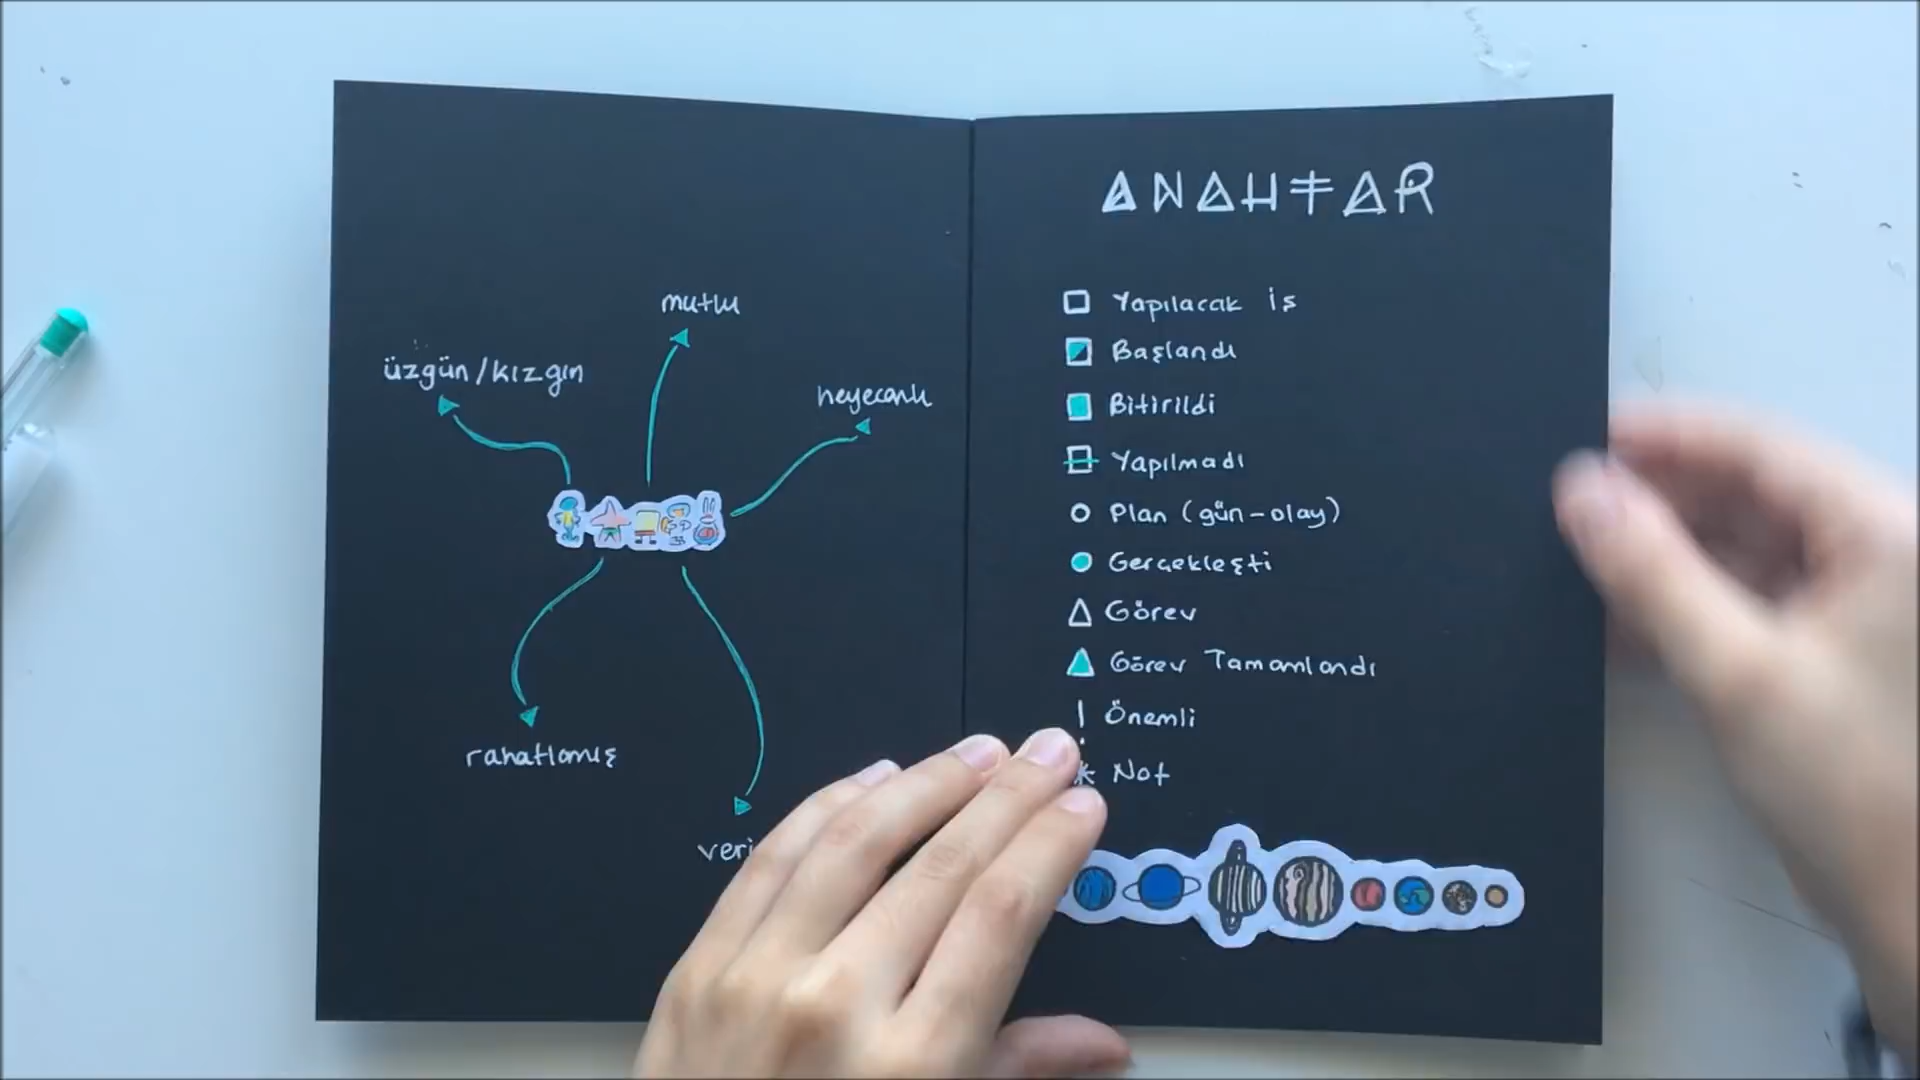 mutlu
üzgün/kızgın
heyecanlı
rahatlamış
ANAHTAR
Yapılacak İş
Başlandı
Bitirildi
Yapılmadı
Plan (gün-olay)
Gerçekleşti
Görev
Görev Tamamlandı
! Önemli
* Not